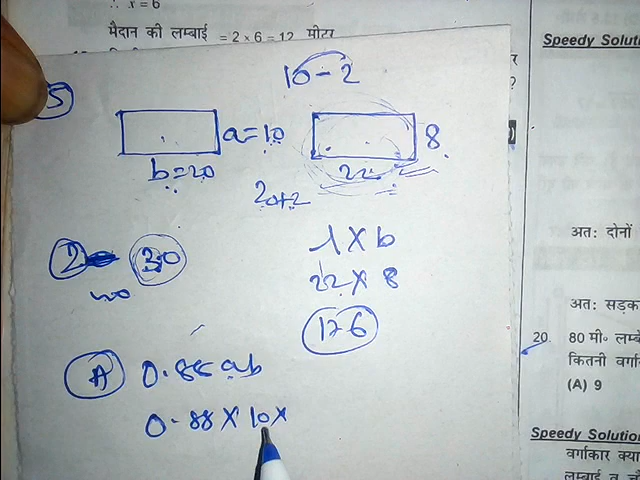 ∴ x = 6
मैदान की लम्बाई = 2 × 6 = 12 मीटर
Speedy Solut
10 - 2
5
a = 10
8
b = 20
22
20+2
2 30
l × b
22 × 8
176
अतः दोनों
अतः सड़क
20. 80 मी० लम्बे
कितनी वर्ग
(A) 9
A 0.88 ab
0.88 × 10 ×
Speedy Solution
वर्गाकार क्या
लम्बाई व चौ